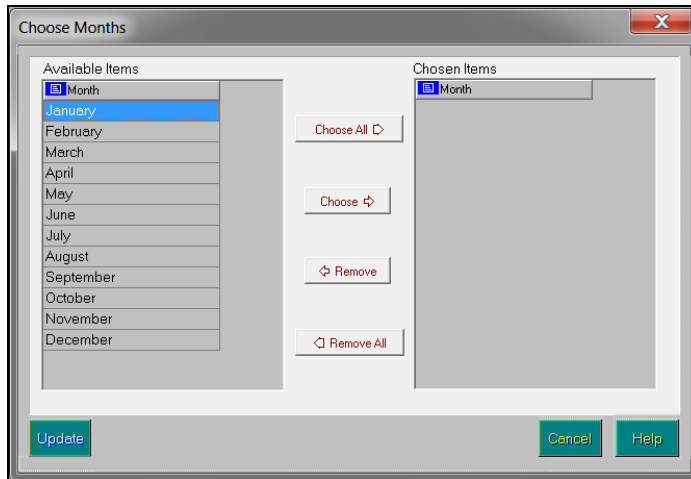 Choose Months
X
Available Items
Chosen Items
Month
Month
January
February
March
April
May
June
July
August
September
October
November
December
Choose All
Choose
Remove
Remove All
Update
Cancel
Help